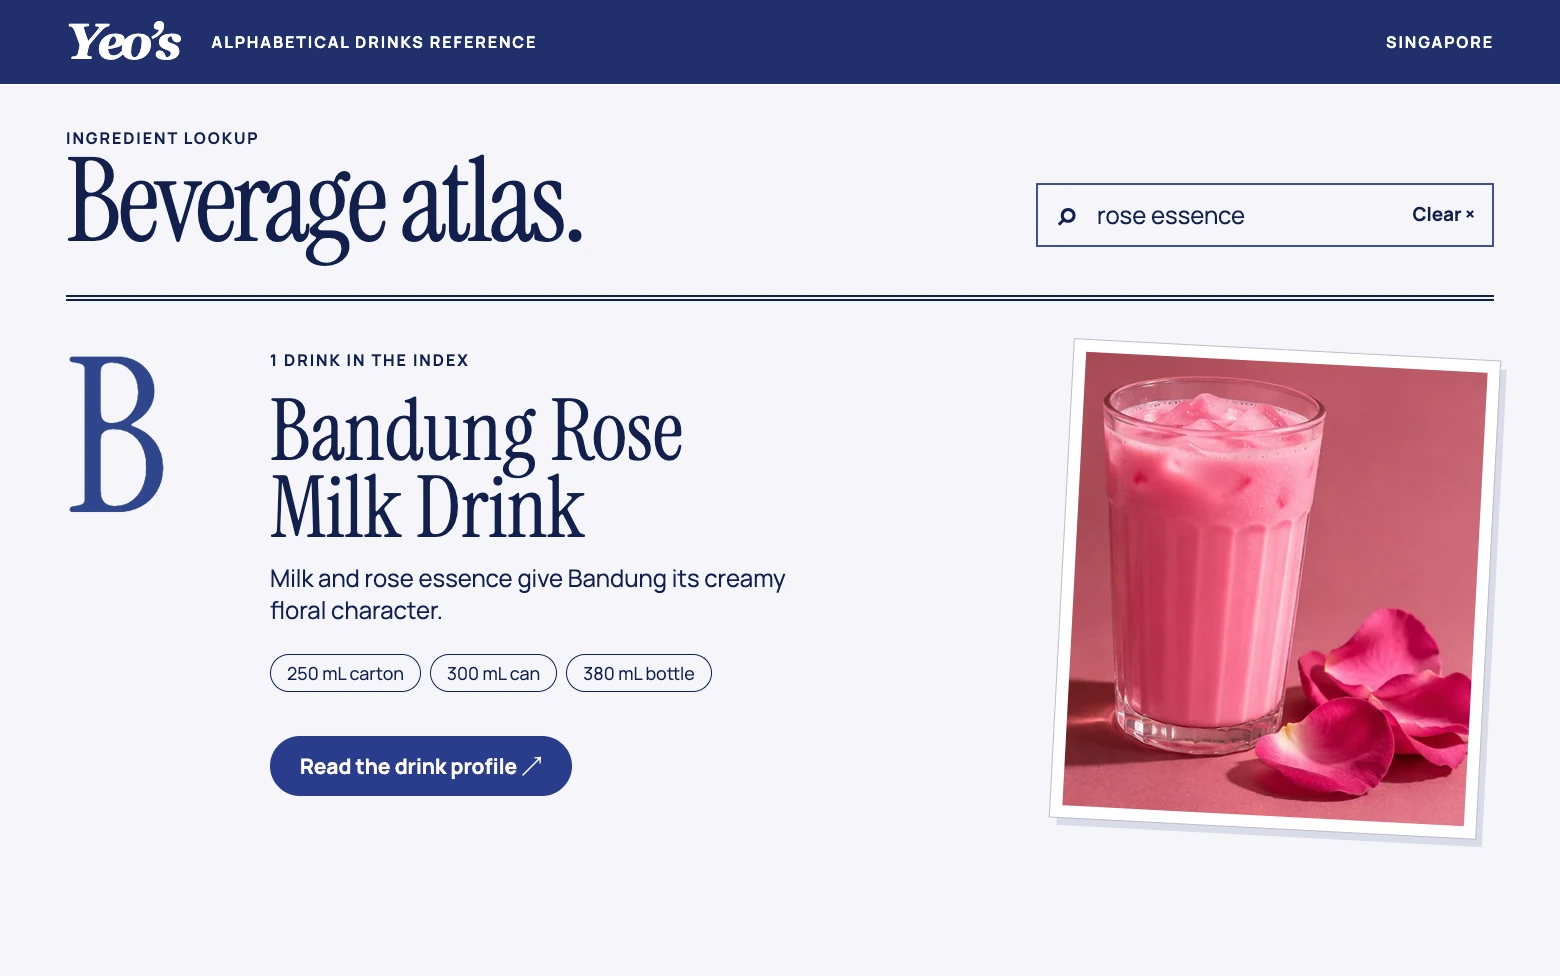 Yeo's
ALPHABETICAL DRINKS REFERENCE
SINGAPORE
INGREDIENT LOOKUP
Beverage atlas.
rose essence
Clear ×
B
1 DRINK IN THE INDEX
Bandung Rose
Milk Drink
Milk and rose essence give Bandung its creamy
floral character.
250 mL carton
300 mL can
380 mL bottle
Read the drink profile ↗